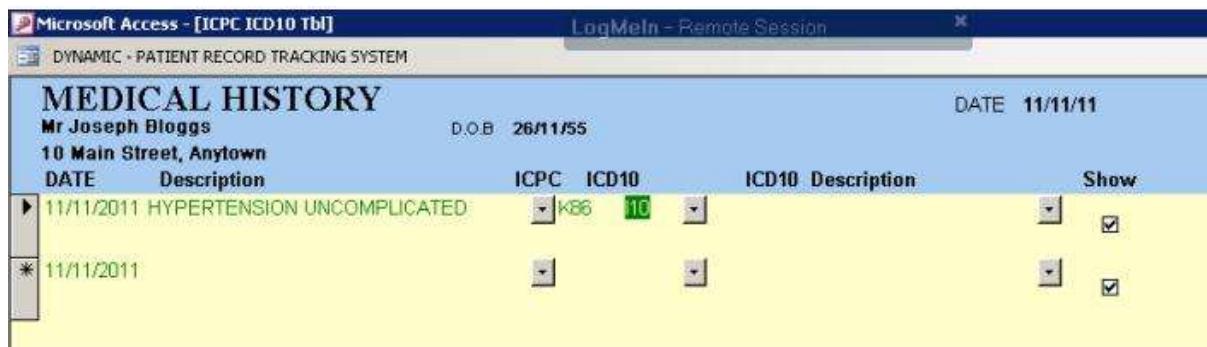 Microsoft Access - [ICPC ICD10 Tbl]
LogMeIn - Remote Session
DYNAMIC - PATIENT RECORD TRACKING SYSTEM
MEDICAL HISTORY DATE 11/11/11
Mr Joseph Bloggs D.O.B 26/11/55
10 Main Street, Anytown
DATE Description ICPC ICD10 ICD10 Description Show
11/11/2011 HYPERTENSION UNCOMPLICATED K86 I10
11/11/2011